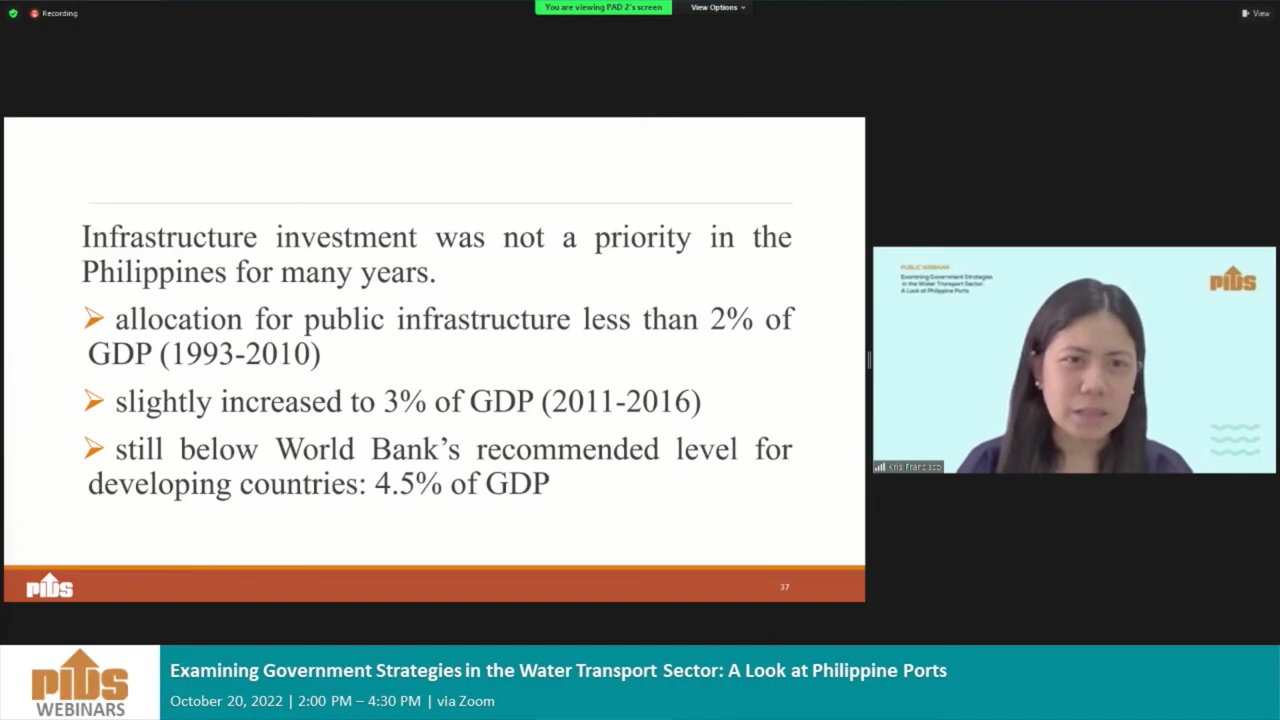 Recording
You are viewing PAD 2's screen
View Options
View
Infrastructure investment was not a priority in the
Philippines for many years.
allocation for public infrastructure less than 2% of
GDP (1993-2010)
slightly increased to 3% of GDP (2011-2016)
still below World Bank's recommended level for
developing countries: 4.5% of GDP
PIDS
37
PUBLIC WEBINAR
Examining Government Strategies
in the Water Transport Sector:
A Look at Philippine Ports
PIDS
Kris Francisco
PIDS
WEBINARS
Examining Government Strategies in the Water Transport Sector: A Look at Philippine Ports
October 20, 2022 | 2:00 PM – 4:30 PM | via Zoom